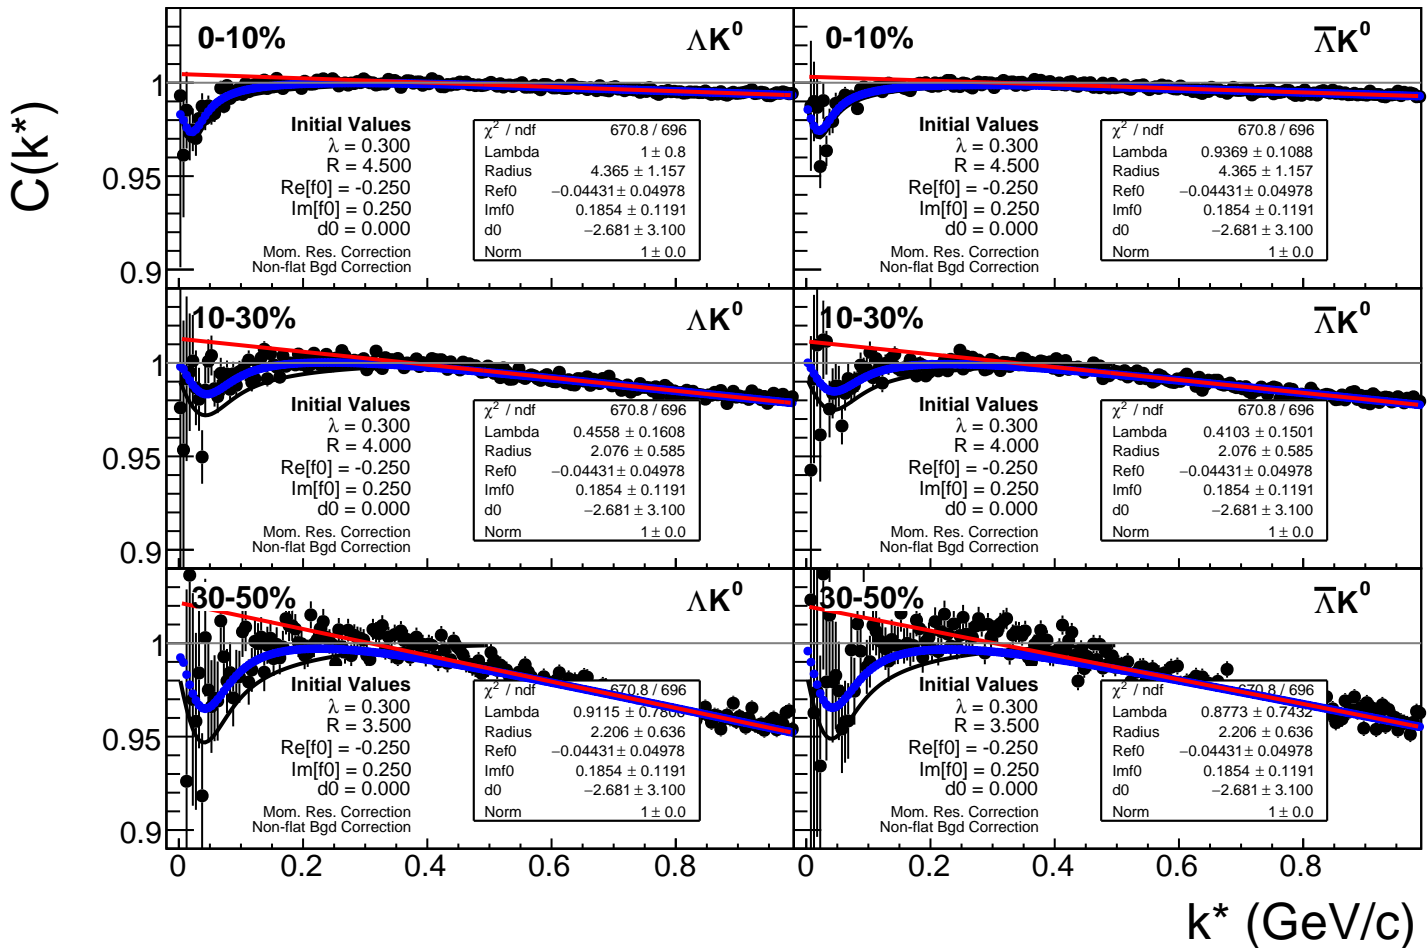 C(k*)
0-10%
ΛK⁰
1
0.95
0.9
Initial Values
λ = 0.300
R = 4.500
Re[f0] = -0.250
Im[f0] = 0.250
d0 = 0.000
Mom. Res. Correction
Non-flat Bgd Correction
χ² / ndf 670.8 / 696
Lambda 1 ± 0.8
Radius 4.365 ± 1.157
Ref0 −0.04431 ± 0.04978
Imf0 0.1854 ± 0.1191
d0 −2.681 ± 3.100
Norm 1 ± 0.0
0-10%
Λ̅K⁰
Initial Values
λ = 0.300
R = 4.500
Re[f0] = -0.250
Im[f0] = 0.250
d0 = 0.000
Mom. Res. Correction
Non-flat Bgd Correction
χ² / ndf 670.8 / 696
Lambda 0.9369 ± 0.1088
Radius 4.365 ± 1.157
Ref0 −0.04431 ± 0.04978
Imf0 0.1854 ± 0.1191
d0 −2.681 ± 3.100
Norm 1 ± 0.0
10-30%
ΛK⁰
1
0.95
0.9
Initial Values
λ = 0.300
R = 4.000
Re[f0] = -0.250
Im[f0] = 0.250
d0 = 0.000
Mom. Res. Correction
Non-flat Bgd Correction
χ² / ndf 670.8 / 696
Lambda 0.4558 ± 0.1608
Radius 2.076 ± 0.585
Ref0 −0.04431 ± 0.04978
Imf0 0.1854 ± 0.1191
d0 −2.681 ± 3.100
Norm 1 ± 0.0
10-30%
Λ̅K⁰
Initial Values
λ = 0.300
R = 4.000
Re[f0] = -0.250
Im[f0] = 0.250
d0 = 0.000
Mom. Res. Correction
Non-flat Bgd Correction
χ² / ndf 670.8 / 696
Lambda 0.4103 ± 0.1501
Radius 2.076 ± 0.585
Ref0 −0.04431 ± 0.04978
Imf0 0.1854 ± 0.1191
d0 −2.681 ± 3.100
Norm 1 ± 0.0
30-50%
ΛK⁰
1
0.95
0.9
Initial Values
λ = 0.300
R = 3.500
Re[f0] = -0.250
Im[f0] = 0.250
d0 = 0.000
Mom. Res. Correction
Non-flat Bgd Correction
χ² / ndf 670.8 / 696
Lambda 0.9115 ±
Radius 2.206 ± 0.636
Ref0 −0.04431 ± 0.04978
Imf0 0.1854 ± 0.1191
d0 −2.681 ± 3.100
Norm 1 ± 0.0
30-50%
Λ̅K⁰
Initial Values
λ = 0.300
R = 3.500
Re[f0] = -0.250
Im[f0] = 0.250
d0 = 0.000
Mom. Res. Correction
Non-flat Bgd Correction
χ² / ndf 670.8 / 696
Lambda 0.8773 ± 0.7432
Radius 2.206 ± 0.636
Ref0 −0.04431 ± 0.04978
Imf0 0.1854 ± 0.1191
d0 −2.681 ± 3.100
Norm 1 ± 0.0
0 0.2 0.4 0.6 0.8 0 0.2 0.4 0.6 0.8
k* (GeV/c)